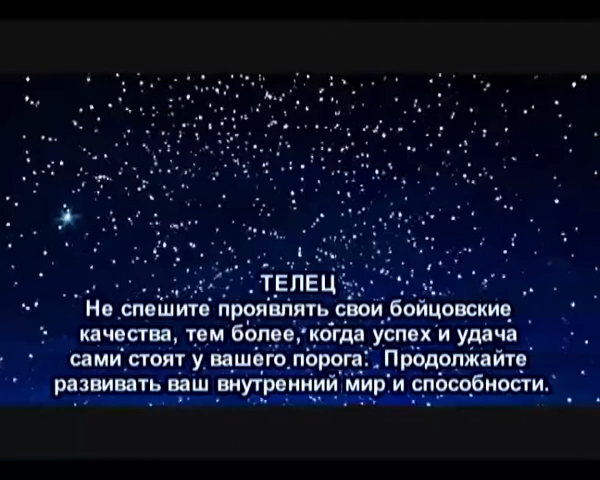 ТЕЛЕЦ
Не спешите проявлять свои бойцовские
качества, тем более, когда успех и удача
сами стоят у вашего порога. Продолжайте
развивать ваш внутренний мир и способности.